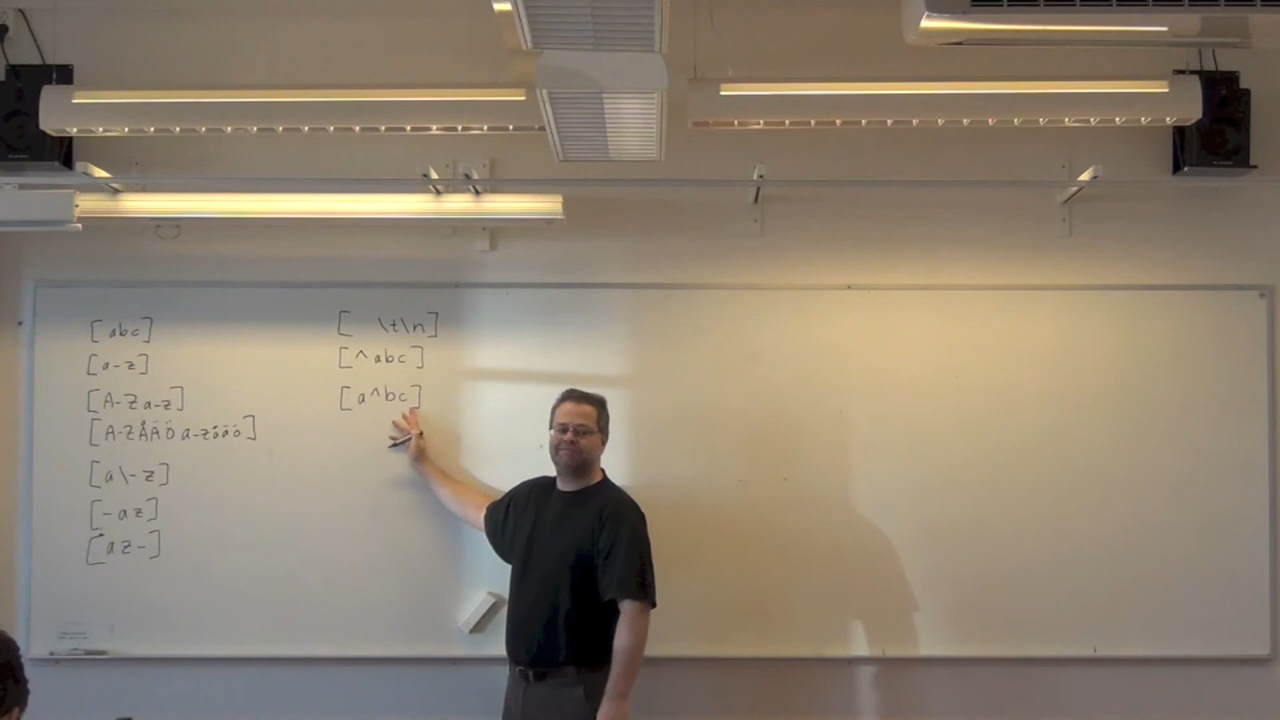 [abc]
[a-z]
[A-Za-z]
[A-ZÅÄÖa-zåäö]
[a\-z]
[-az]
[az-]
[ \t\n]
[^abc]
[a^bc]